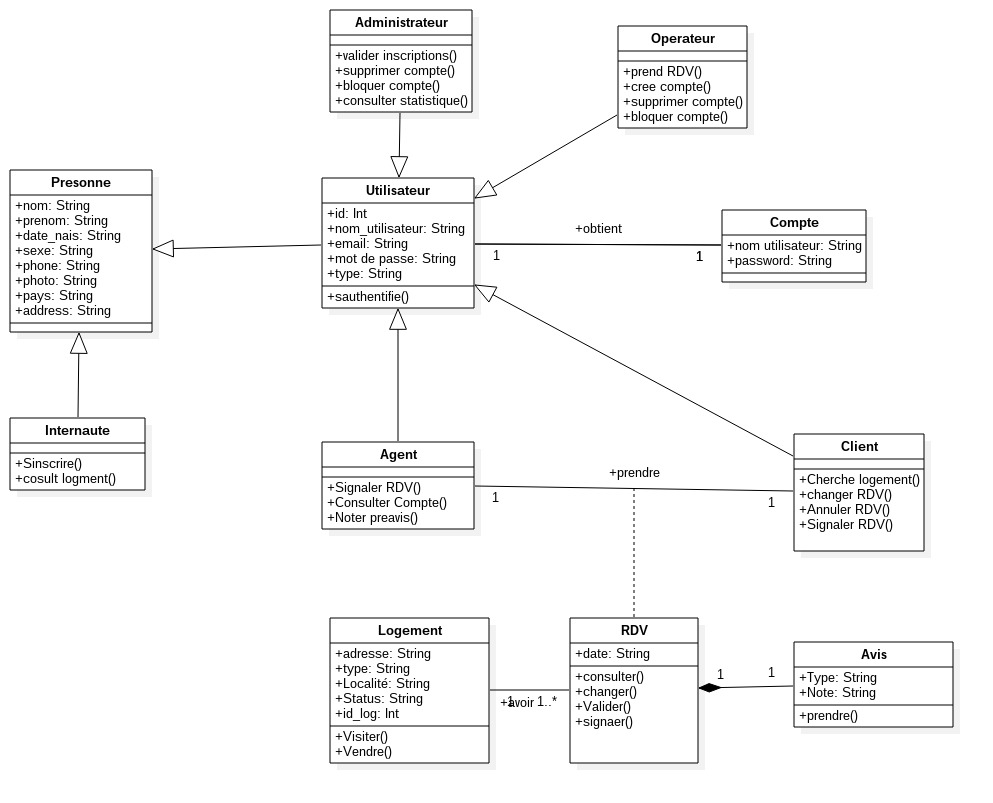 Administrateur
+valider inscriptions()
+supprimer compte()
+bloquer compte()
+consulter statistique()
Operateur
+prend RDV()
+cree compte()
+supprimer compte()
+bloquer compte()
Presonne
+nom: String
+prenom: String
+date_nais: String
+sexe: String
+phone: String
+photo: String
+pays: String
+address: String
Utilisateur
+id: Int
+nom_utilisateur: String
+email: String
+mot de passe: String
+type: String
+sauthentifie()
+obtient
1
1
Compte
+nom utilisateur: String
+password: String
Internaute
+Sinscrire()
+cosult logment()
Agent
+Signaler RDV()
+Consulter Compte()
+Noter preavis()
+prendre
1
1
Client
+Cherche logement()
+changer RDV()
+Annuler RDV()
+Signaler RDV()
Logement
+adresse: String
+type: String
+Localité: String
+Status: String
+id_log: Int
+Visiter()
+Vendre()
+avoir
1
1..*
RDV
+date: String
+consulter()
+changer()
+Valider()
+signaer()
1
1
Avis
+Type: String
+Note: String
+prendre()